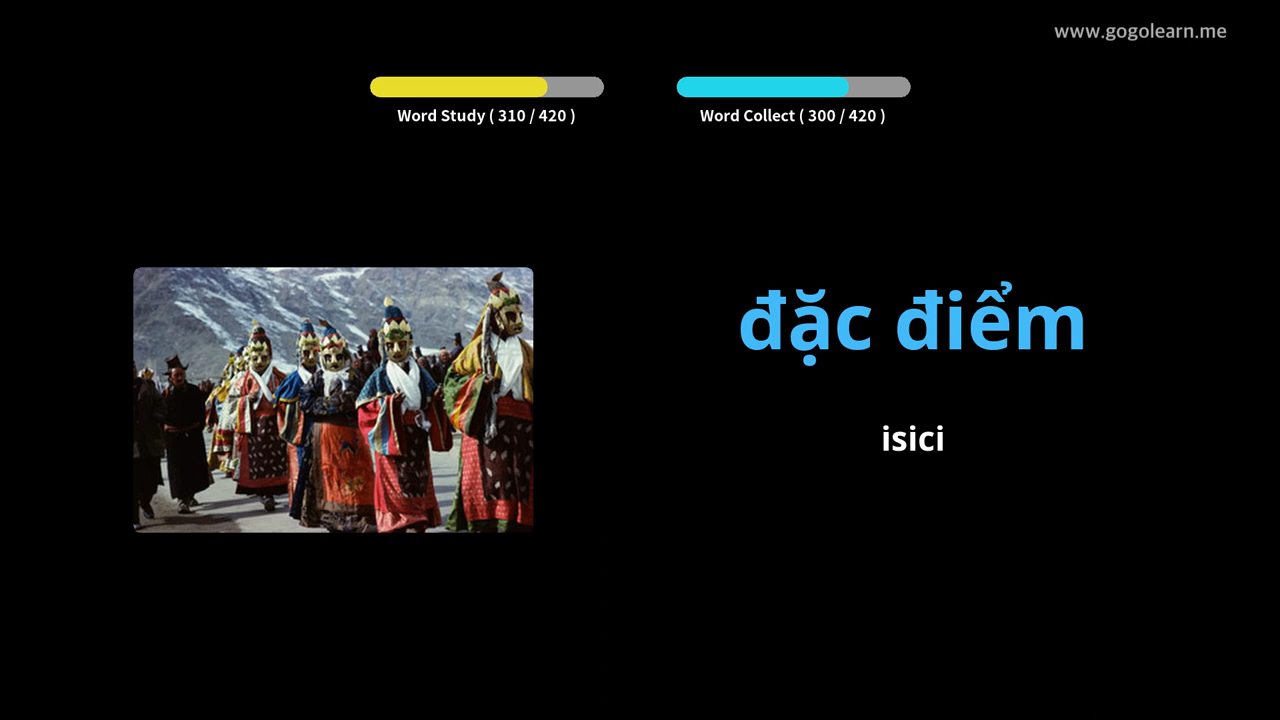 www.gogolearn.me
Word Study ( 310 / 420 )
Word Collect ( 300 / 420 )
đặc điểm
isici